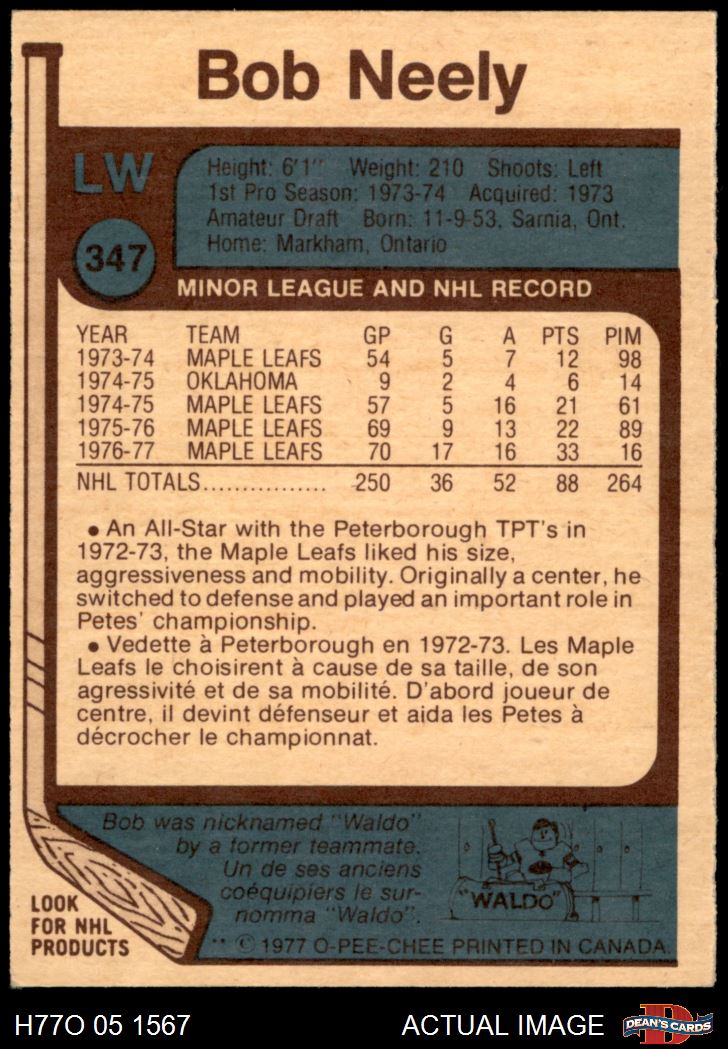 Bob Neely
LW
347
Height: 6'1" Weight: 210 Shoots: Left
1st Pro Season: 1973-74 Acquired: 1973
Amateur Draft Born: 11-9-53, Sarnia, Ont.
Home: Markham, Ontario
MINOR LEAGUE AND NHL RECORD
YEAR TEAM GP G A PTS PIM
1973-74 MAPLE LEAFS 54 5 7 12 98
1974-75 OKLAHOMA 9 2 4 6 14
1974-75 MAPLE LEAFS 57 5 16 21 61
1975-76 MAPLE LEAFS 69 9 13 22 89
1976-77 MAPLE LEAFS 70 17 16 33 16
NHL TOTALS................ 250 36 52 88 264
• An All-Star with the Peterborough TPT's in
1972-73, the Maple Leafs liked his size,
aggressiveness and mobility. Originally a center, he
switched to defense and played an important role in
Petes' championship.
• Vedette à Peterborough en 1972-73. Les Maple
Leafs le choisirent à cause de sa taille, de son
agressivité et de sa mobilité. D'abord joueur de
centre, il devint défenseur et aida les Petes à
décrocher le championnat.
Bob was nicknamed "Waldo"
by a former teammate.
Un de ses anciens
coéquipiers le sur-
nomma "Waldo".
"WALDO"
LOOK
FOR NHL
PRODUCTS
** © 1977 O-PEE-CHEE PRINTED IN CANADA.
H77O 05 1567
ACTUAL IMAGE
D
DEAN'S CARDS